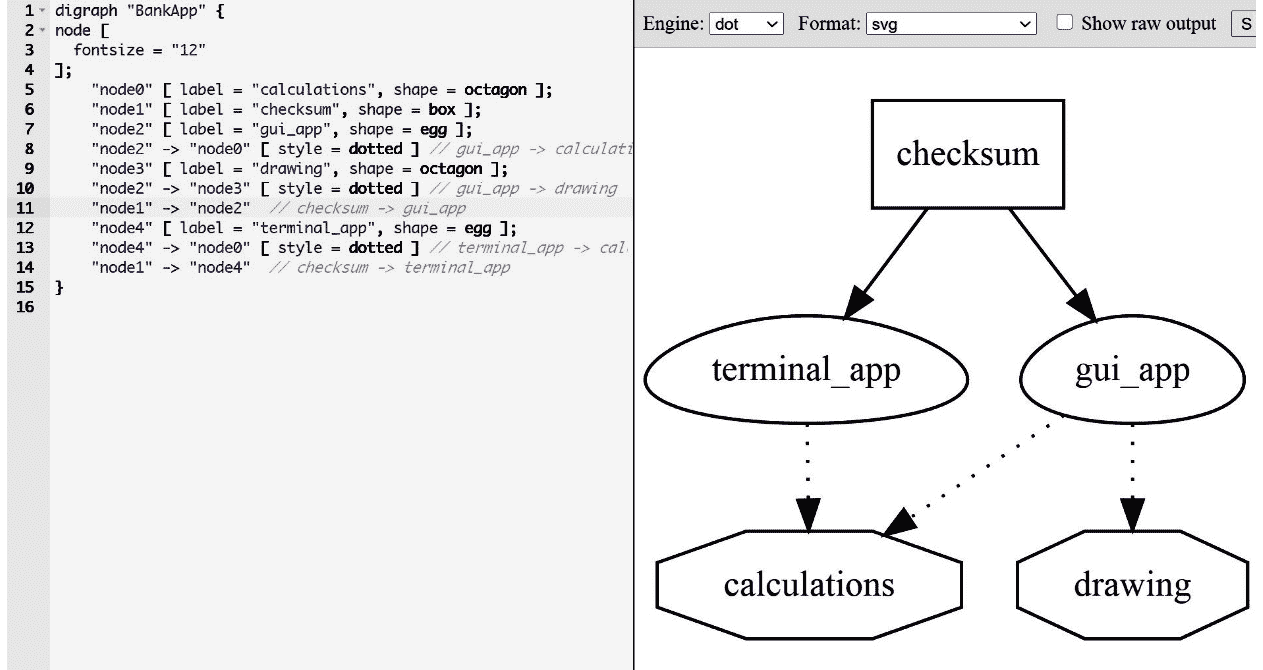 1 digraph "BankApp" {
2 node [
3 fontsize = "12"
4 ];
5 "node0" [ label = "calculations", shape = octagon ];
6 "node1" [ label = "checksum", shape = box ];
7 "node2" [ label = "gui_app", shape = egg ];
8 "node2" -> "node0" [ style = dotted ] // gui_app -> calculati
9 "node3" [ label = "drawing", shape = octagon ];
10 "node2" -> "node3" [ style = dotted ] // gui_app -> drawing
11 "node1" -> "node2" // checksum -> gui_app
12 "node4" [ label = "terminal_app", shape = egg ];
13 "node4" -> "node0" [ style = dotted ] // terminal_app -> cal
14 "node1" -> "node4" // checksum -> terminal_app
15 }
16
Engine: dot Format: svg Show raw output S
checksum
terminal_app gui_app
calculations drawing